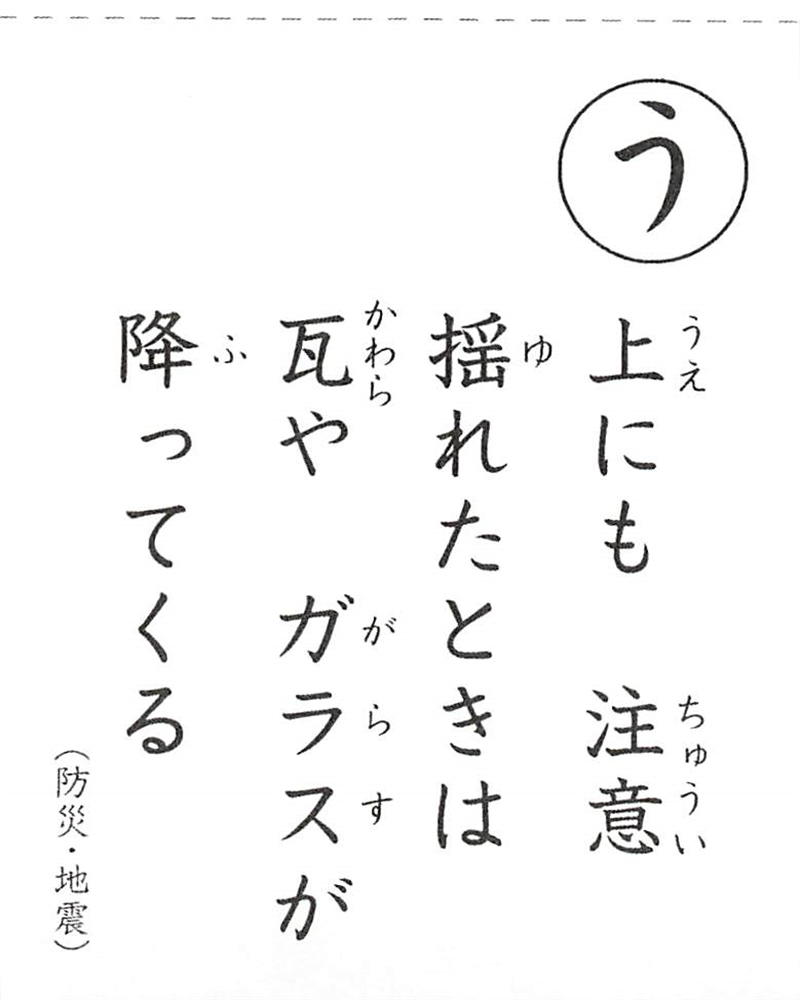 う
上にも　注意
うえ　ちゅうい
揺れたときは
ゆ
瓦や　ガラスが
かわら　がらす
降ってくる
ふ
（防災・地震）